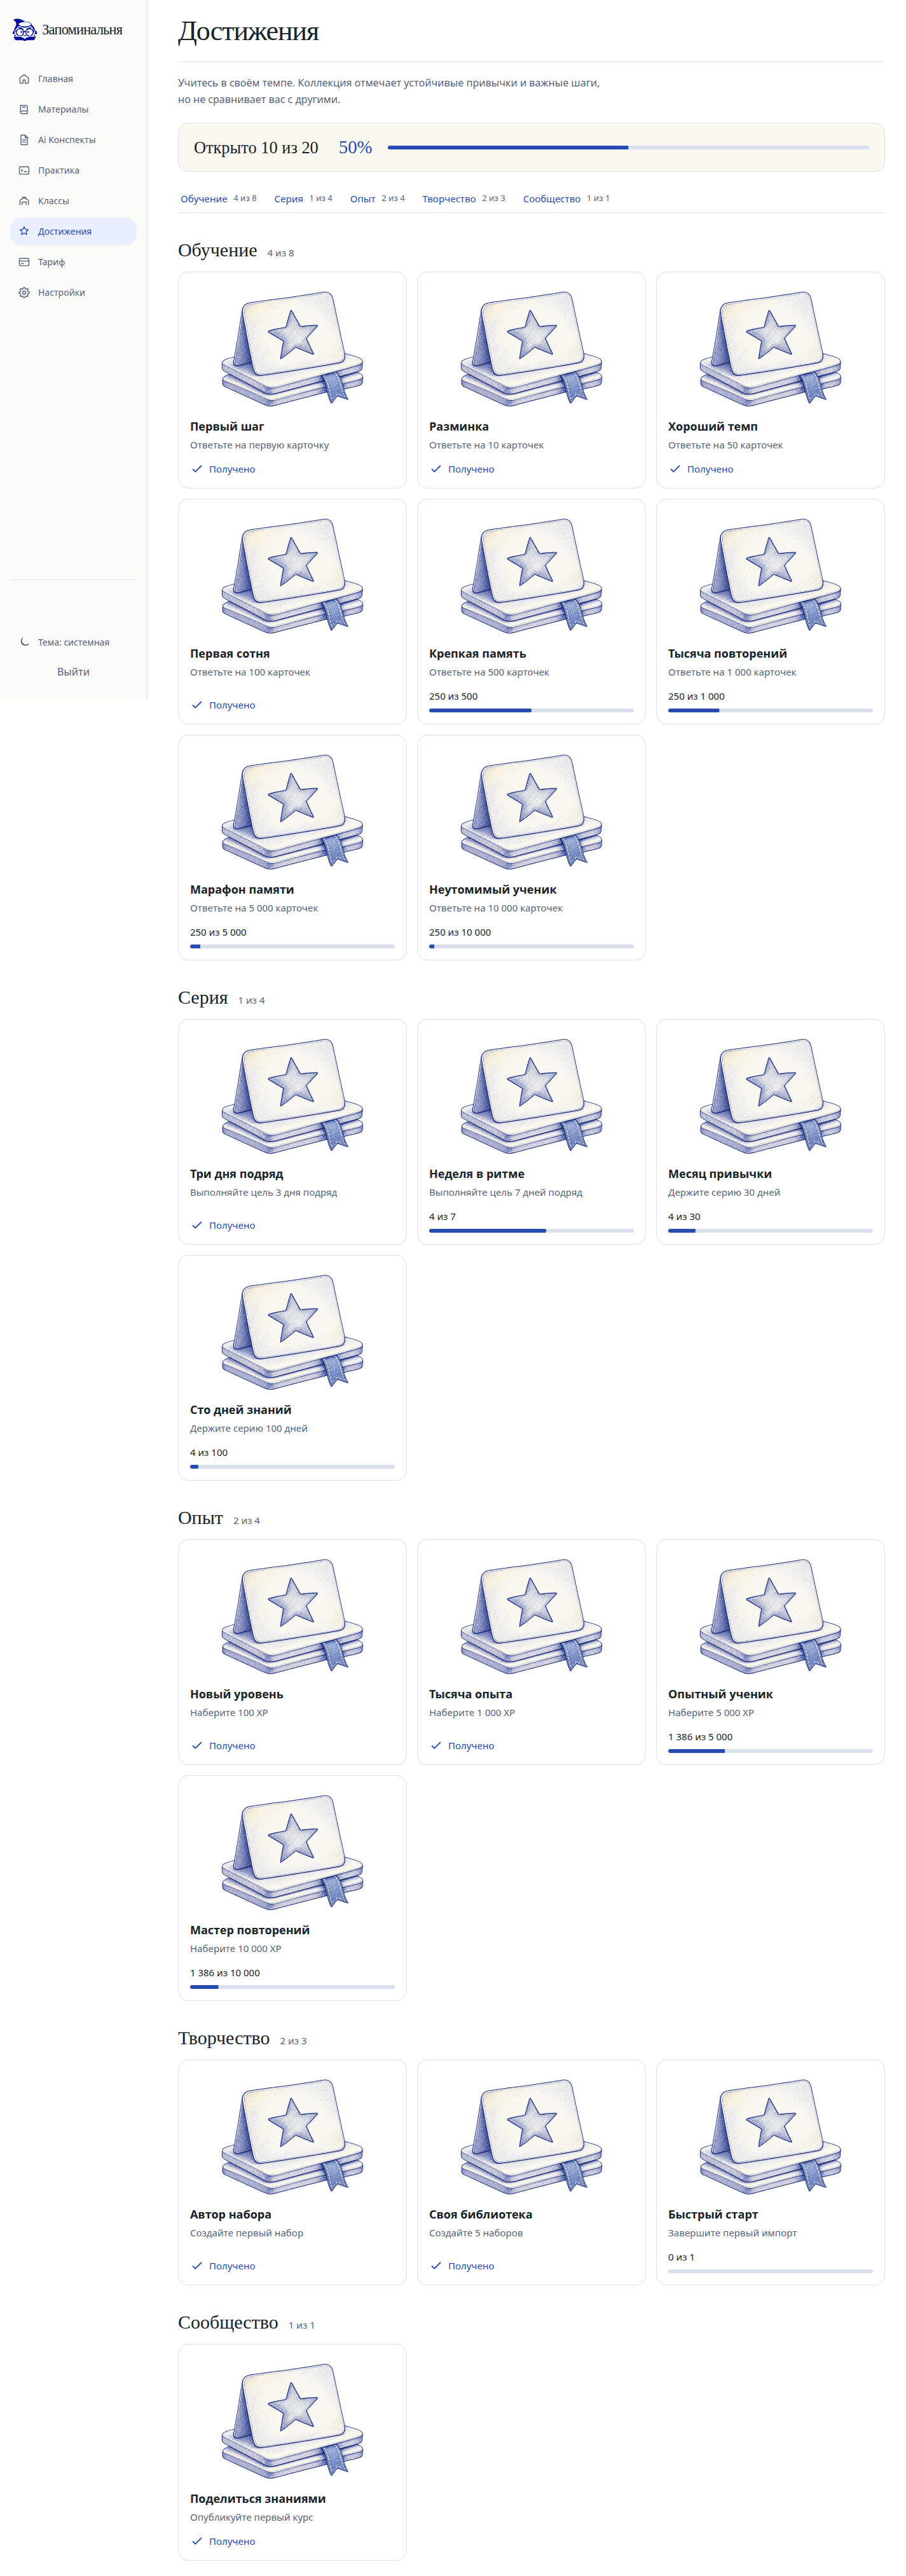 Запоминальня
Главная
Материалы
Ai Конспекты
Практика
Классы
Достижения
Тариф
Настройки
Тема: системная
Выйти
Достижения
Учитесь в своём темпе. Коллекция отмечает устойчивые привычки и важные шаги,
но не сравнивает вас с другими.
Открыто 10 из 20 50%
Обучение 4 из 8 Серия 1 из 4 Опыт 2 из 4 Творчество 2 из 3 Сообщество 1 из 1
Обучение 4 из 8
Первый шаг
Ответьте на первую карточку
Получено
Разминка
Ответьте на 10 карточек
Получено
Хороший темп
Ответьте на 50 карточек
Получено
Первая сотня
Ответьте на 100 карточек
Получено
Крепкая память
Ответьте на 500 карточек
250 из 500
Тысяча повторений
Ответьте на 1 000 карточек
250 из 1 000
Марафон памяти
Ответьте на 5 000 карточек
250 из 5 000
Неутомимый ученик
Ответьте на 10 000 карточек
250 из 10 000
Серия 1 из 4
Три дня подряд
Выполняйте цель 3 дня подряд
Получено
Неделя в ритме
Выполняйте цель 7 дней подряд
4 из 7
Месяц привычки
Держите серию 30 дней
4 из 30
Сто дней знаний
Держите серию 100 дней
4 из 100
Опыт 2 из 4
Новый уровень
Наберите 100 XP
Получено
Тысяча опыта
Наберите 1 000 XP
Получено
Опытный ученик
Наберите 5 000 XP
1 386 из 5 000
Мастер повторений
Наберите 10 000 XP
1 386 из 10 000
Творчество 2 из 3
Автор набора
Создайте первый набор
Получено
Своя библиотека
Создайте 5 наборов
Получено
Быстрый старт
Завершите первый импорт
0 из 1
Сообщество 1 из 1
Поделиться знаниями
Опубликуйте первый курс
Получено